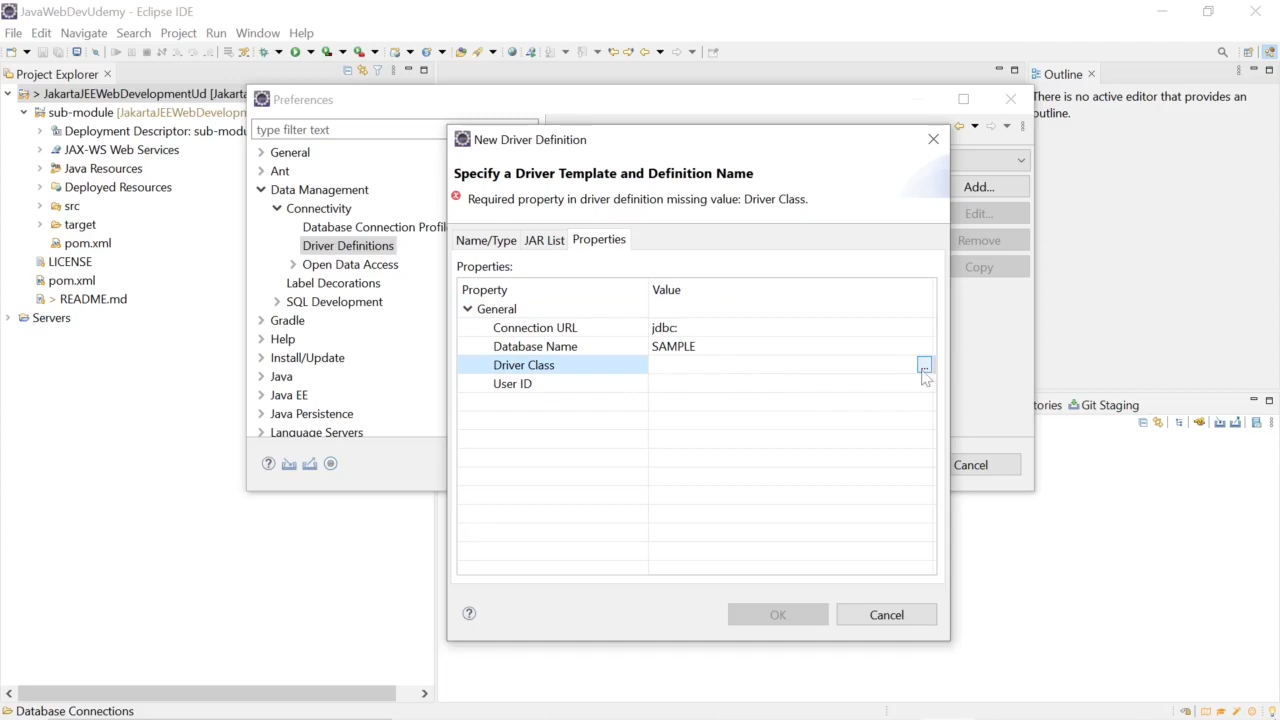 JavaWebDevUdemy - Eclipse IDE
File Edit Navigate Search Project Run Window Help
Project Explorer
> JakartaJEEWebDevelopmentUd [Jakarta
sub-module [JakartaJEEWebDevelopn
Deployment Descriptor: sub-modu
JAX-WS Web Services
Java Resources
Deployed Resources
src
target
pom.xml
LICENSE
pom.xml
> README.md
Servers
Preferences
type filter text
General
Ant
Data Management
Connectivity
Database Connection Profil
Driver Definitions
Open Data Access
Label Decorations
SQL Development
Gradle
Help
Install/Update
Java
Java EE
Java Persistence
Language Servers
New Driver Definition
Specify a Driver Template and Definition Name
Required property in driver definition missing value: Driver Class.
Name/Type JAR List Properties
Properties:
Property Value
General
Connection URL jdbc:
Database Name SAMPLE
Driver Class ...
User ID
OK Cancel
Add...
Edit...
Remove
Copy
Cancel
Outline
There is no active editor that provides an
outline.
tories Git Staging
Database Connections